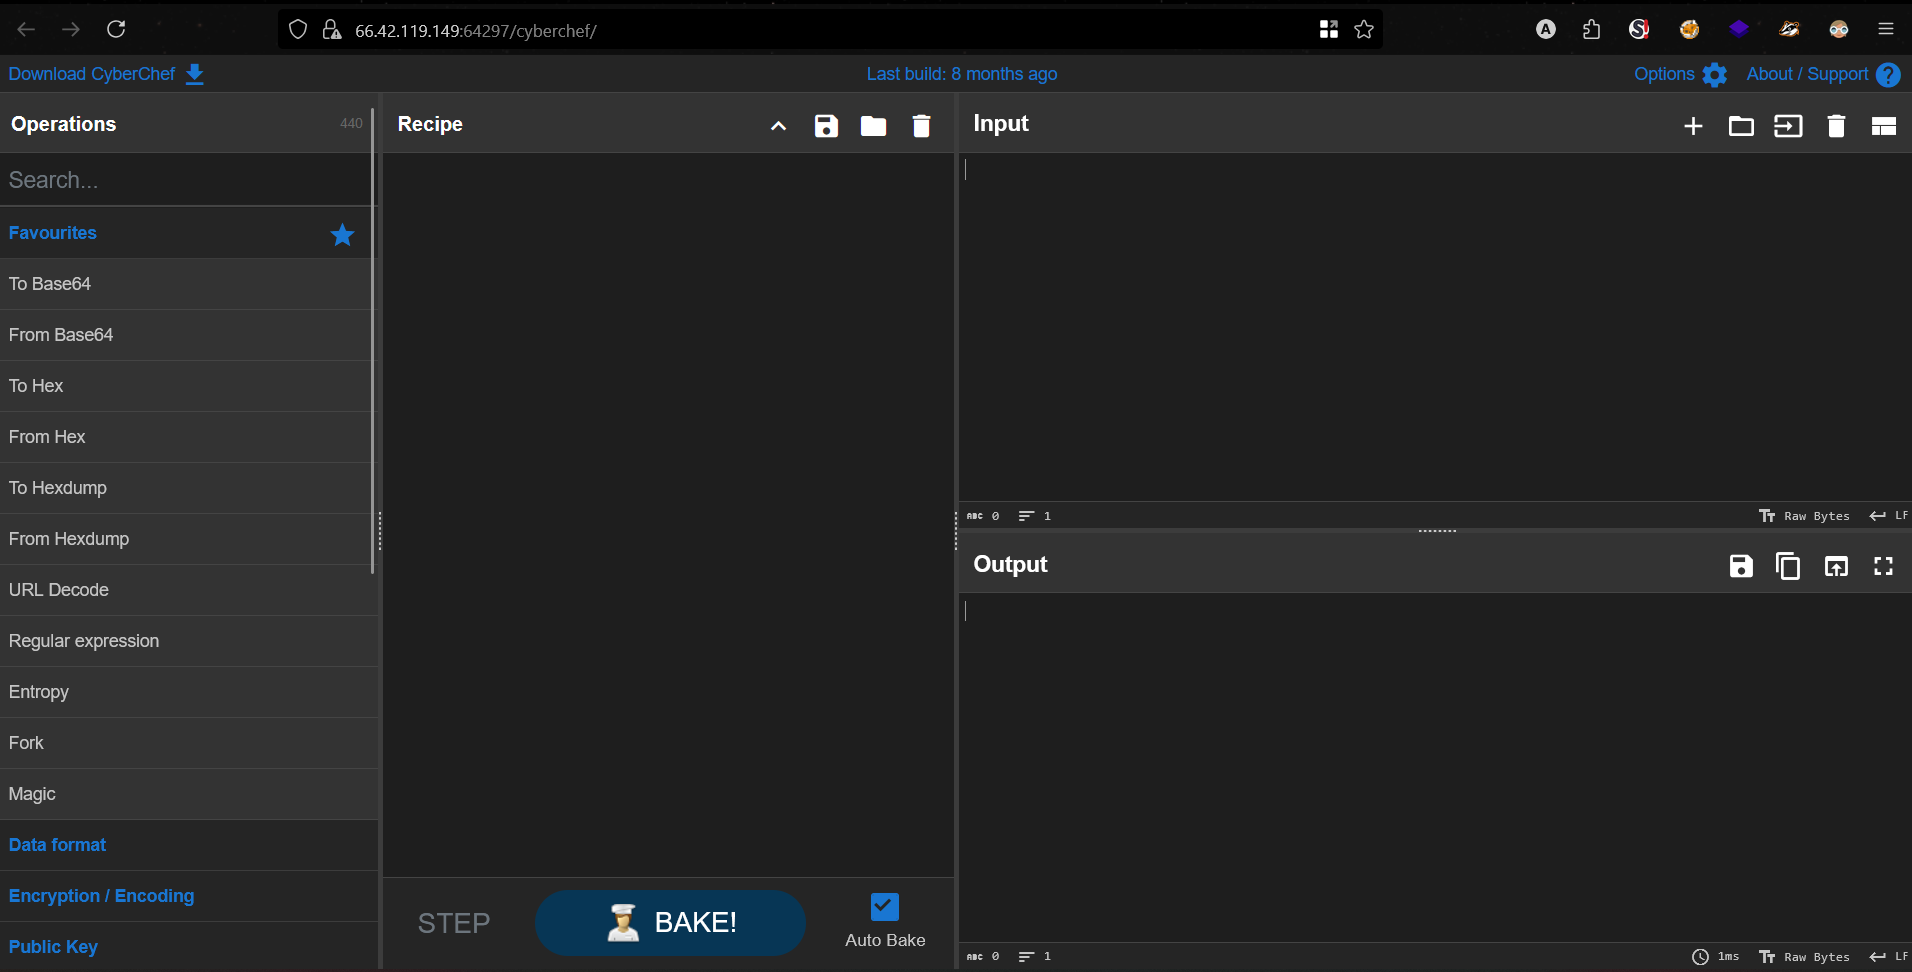 66.42.119.149:64297/cyberchef/
Download CyberChef
Last build: 8 months ago
Options
About / Support
Operations
440
Search...
Favourites
To Base64
From Base64
To Hex
From Hex
To Hexdump
From Hexdump
URL Decode
Regular expression
Entropy
Fork
Magic
Data format
Encryption / Encoding
Public Key
Recipe
STEP
BAKE!
Auto Bake
Input
ABC 0 1
Raw Bytes LF
Output
ABC 0 1
1ms Raw Bytes LF